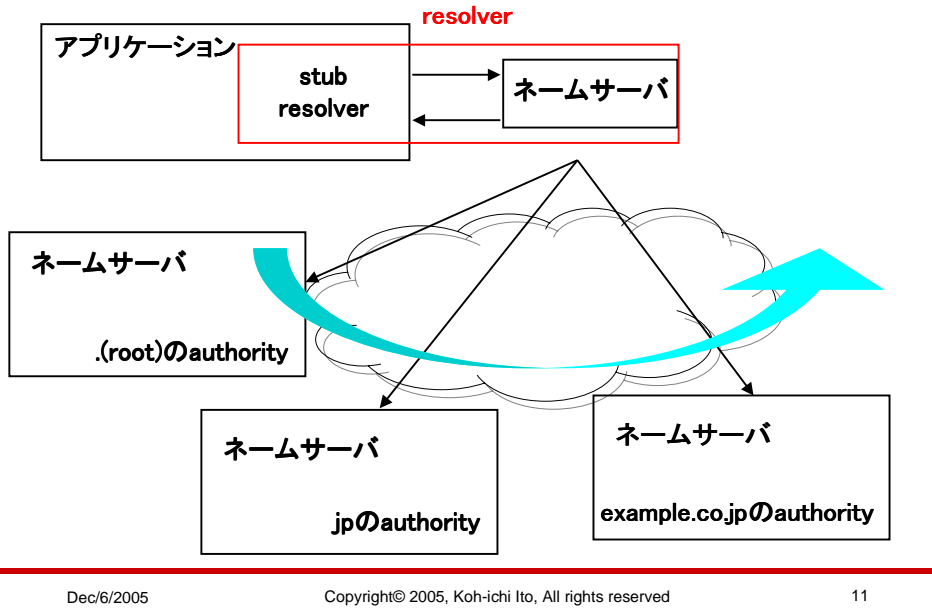 resolver
アプリケーション
stub
resolver
ネームサーバ
ネームサーバ
.(root)のauthority
ネームサーバ
jpのauthority
ネームサーバ
example.co.jpのauthority
Dec/6/2005
Copyright© 2005, Koh-ichi Ito, All rights reserved
11